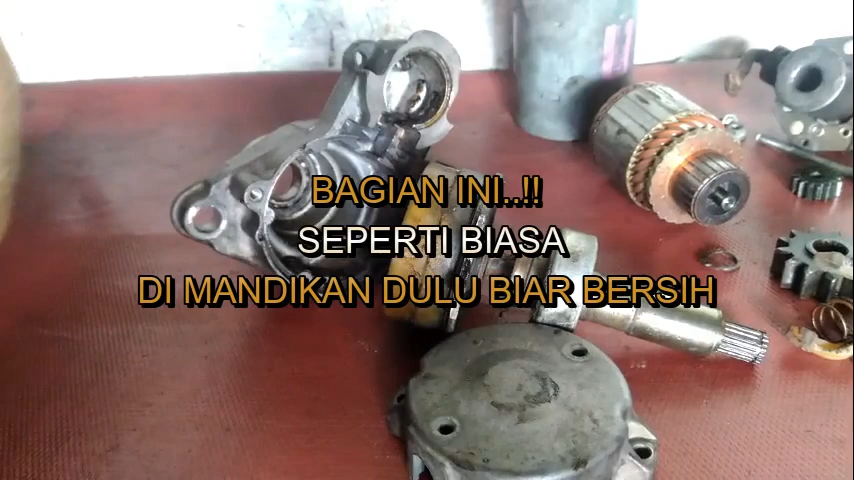 BAGIAN INI..!!
SEPERTI BIASA
DI MANDIKAN DULU BIAR BERSIH